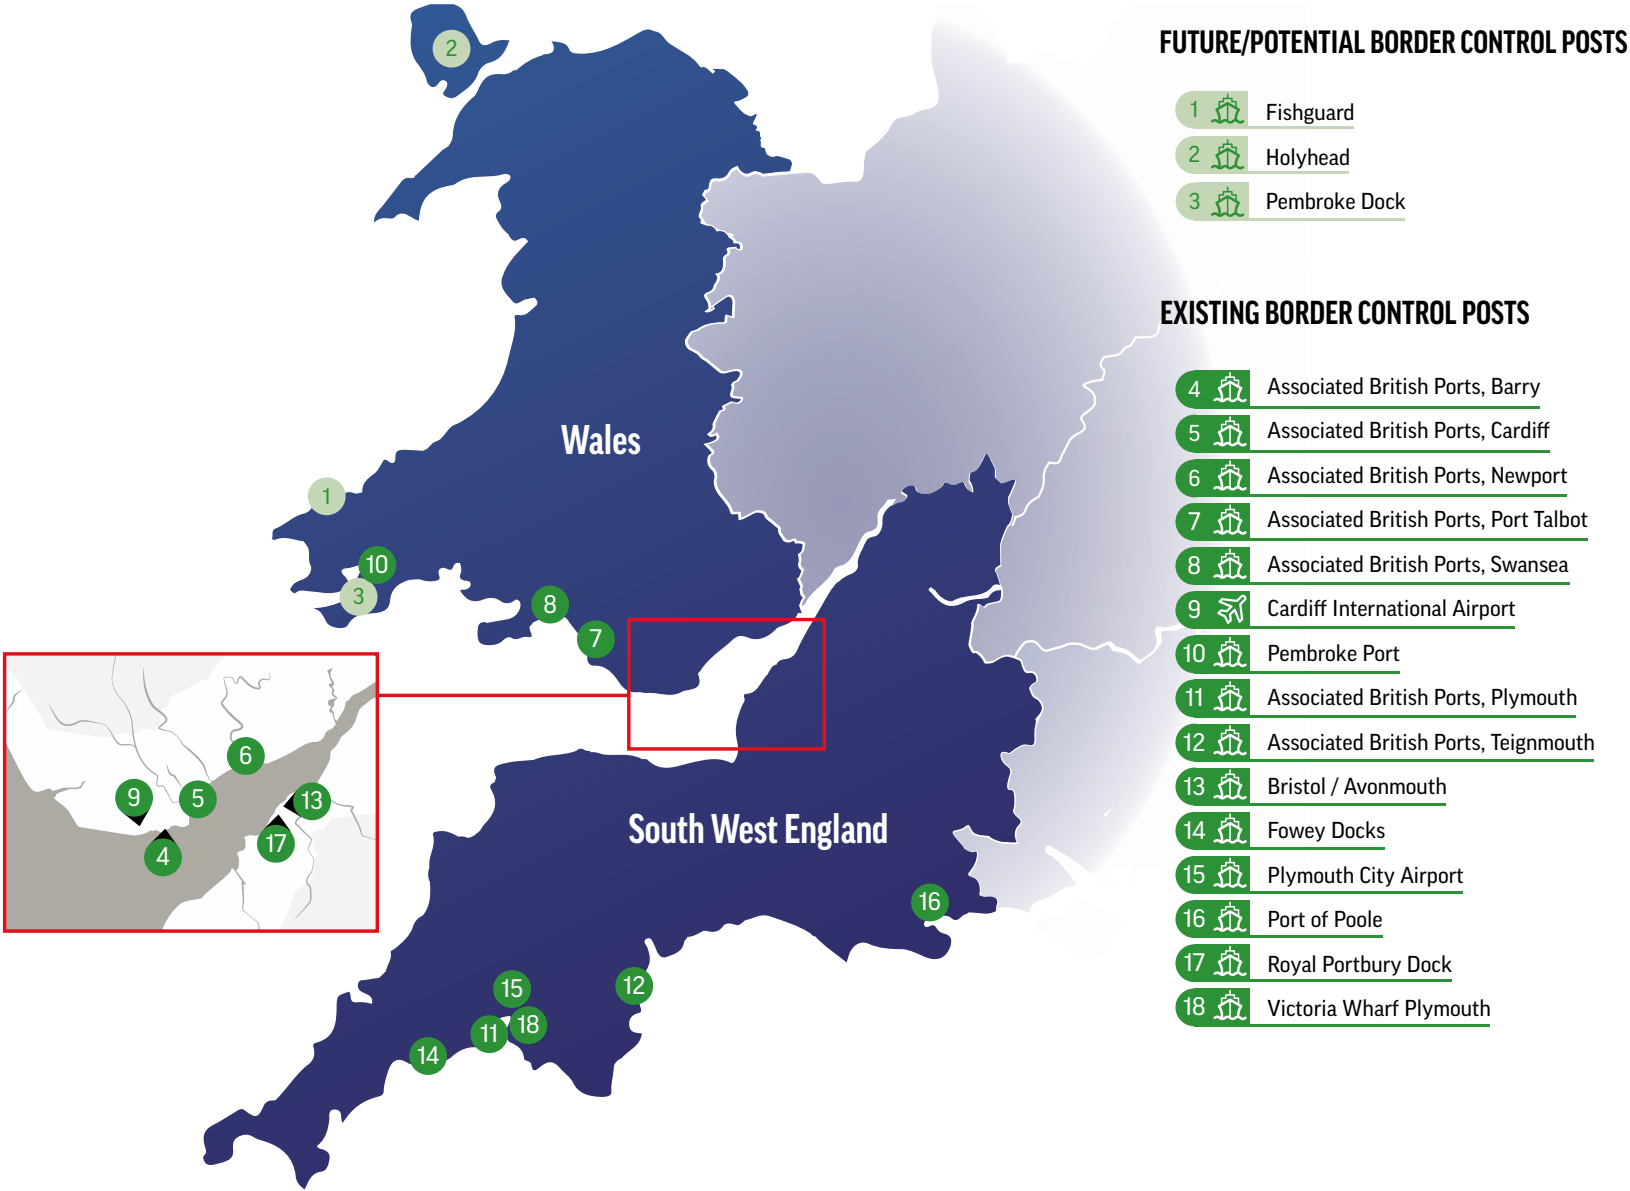 FUTURE/POTENTIAL BORDER CONTROL POSTS
1 Fishguard
2 Holyhead
3 Pembroke Dock
EXISTING BORDER CONTROL POSTS
4 Associated British Ports, Barry
5 Associated British Ports, Cardiff
6 Associated British Ports, Newport
7 Associated British Ports, Port Talbot
8 Associated British Ports, Swansea
9 Cardiff International Airport
10 Pembroke Port
11 Associated British Ports, Plymouth
12 Associated British Ports, Teignmouth
13 Bristol / Avonmouth
14 Fowey Docks
15 Plymouth City Airport
16 Port of Poole
17 Royal Portbury Dock
18 Victoria Wharf Plymouth
2
Wales
1
10
3
8
7
6
9
5
13
17
4
South West England
16
15
12
18
11
14